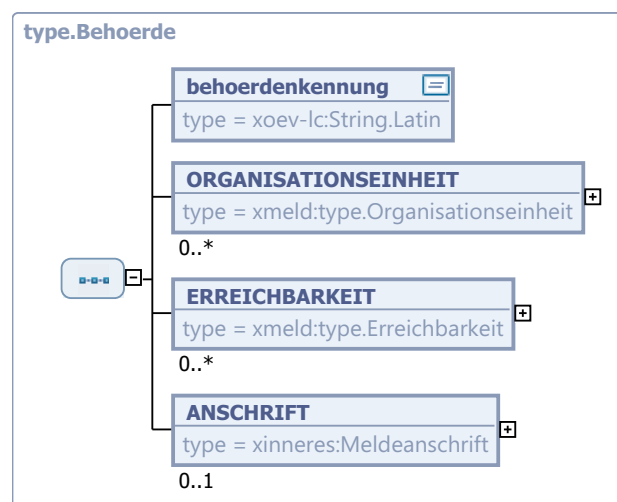 type.Behoerde
behoerdenkennung
type = xoev-lc:String.Latin
ORGANISATIONSEINHEIT
type = xmeld:type.Organisationseinheit
0..*
ERREICHBARKEIT
type = xmeld:type.Erreichbarkeit
0..*
ANSCHRIFT
type = xinneres:Meldeanschrift
0..1